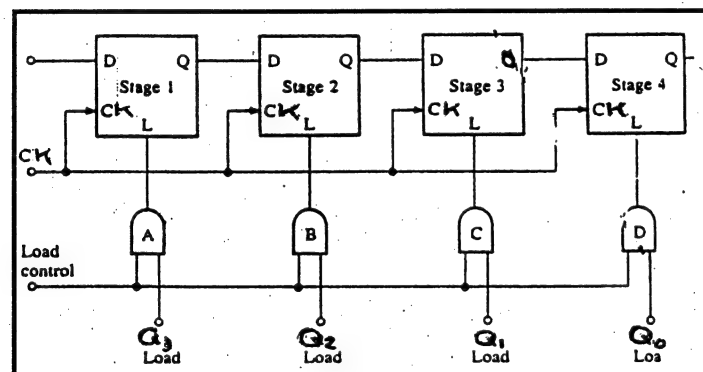 D Q D Q D Q D Q
Stage 1 Stage 2 Stage 3 Stage 4
CK CK CK CK
L L L L
CK
A B C D
Load
control
Q3 Q2 Q1 Q0
Load Load Load Loa